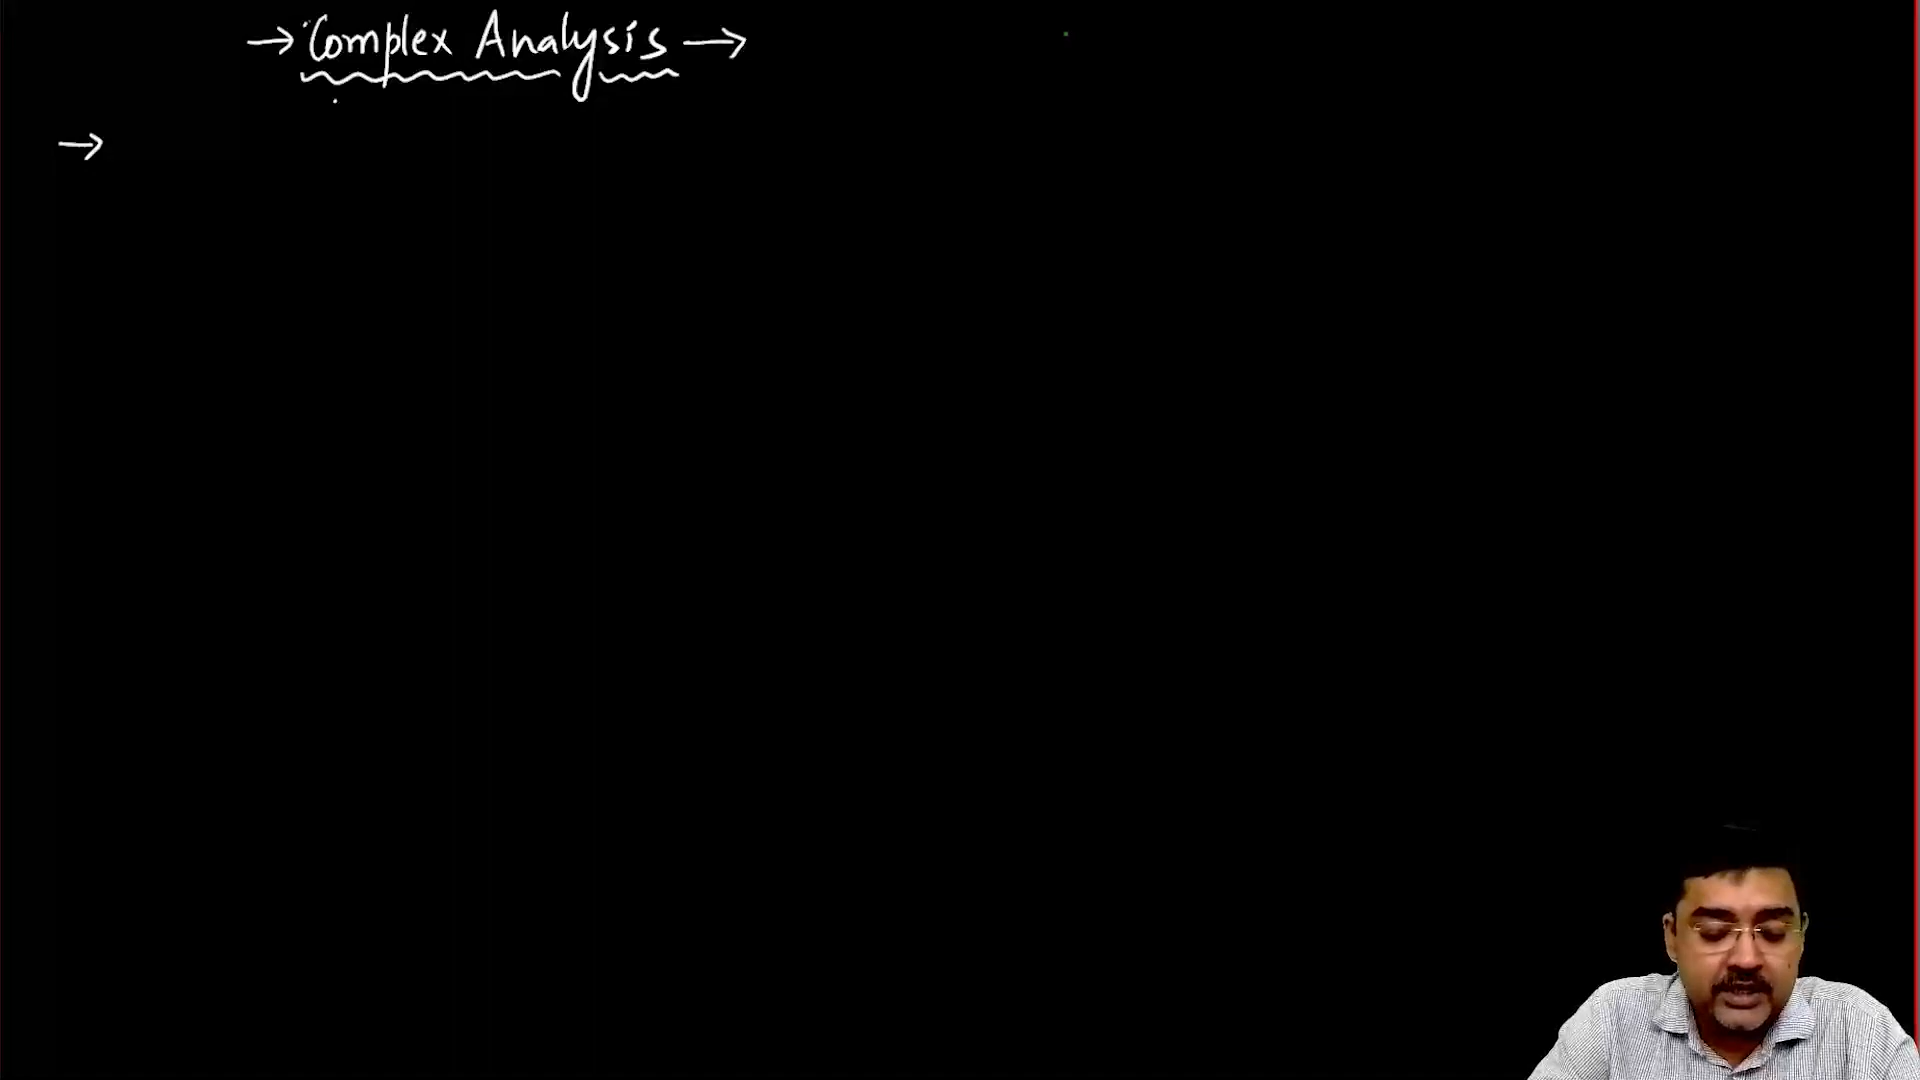 → Complex Analysis →
→